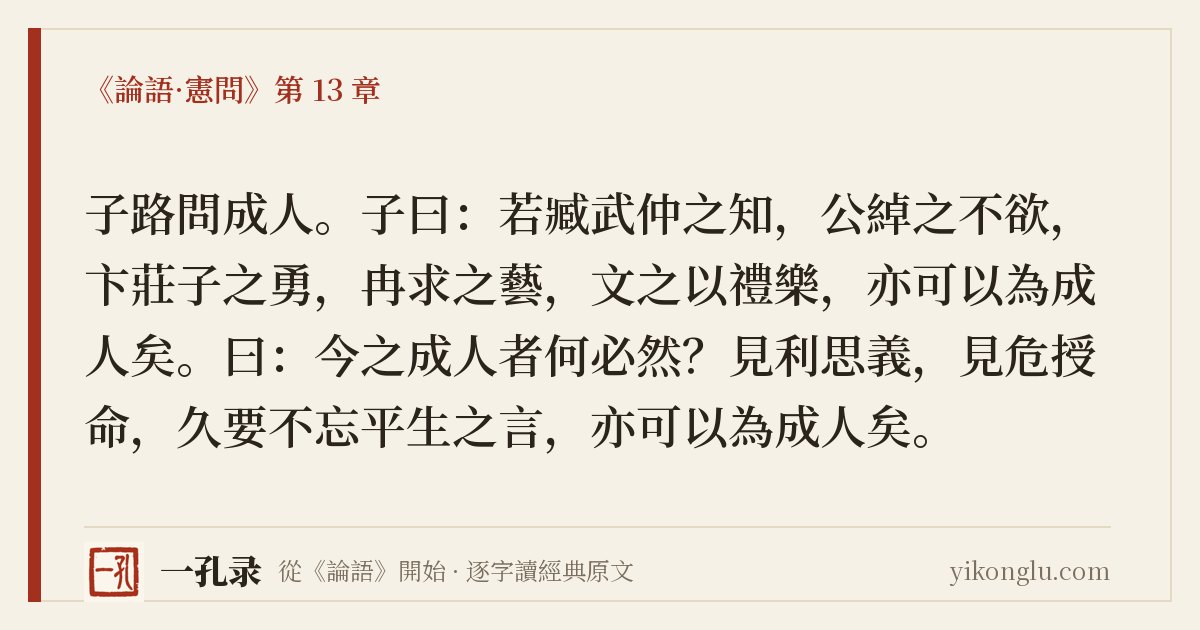 《論語·憲問》第 13 章
子路問成人。子曰：若臧武仲之知，公綽之不欲，
卞莊子之勇，冉求之藝，文之以禮樂，亦可以為成
人矣。曰：今之成人者何必然？見利思義，見危授
命，久要不忘平生之言，亦可以為成人矣。
一孔
一孔录 從《論語》開始 · 逐字讀經典原文 yikonglu.com